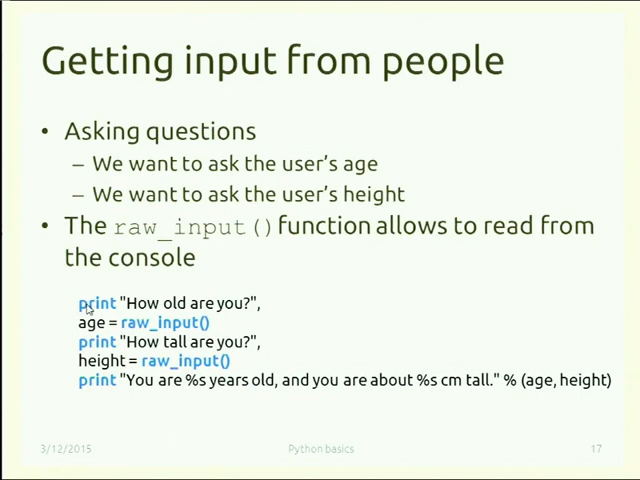 Getting input from people
• Asking questions
– We want to ask the user's age
– We want to ask the user's height
• The raw_input() function allows to read from
the console
print "How old are you?",
age = raw_input()
print "How tall are you?",
height = raw_input()
print "You are %s years old, and you are about %s cm tall." % (age, height)
3/12/2015
Python basics
17